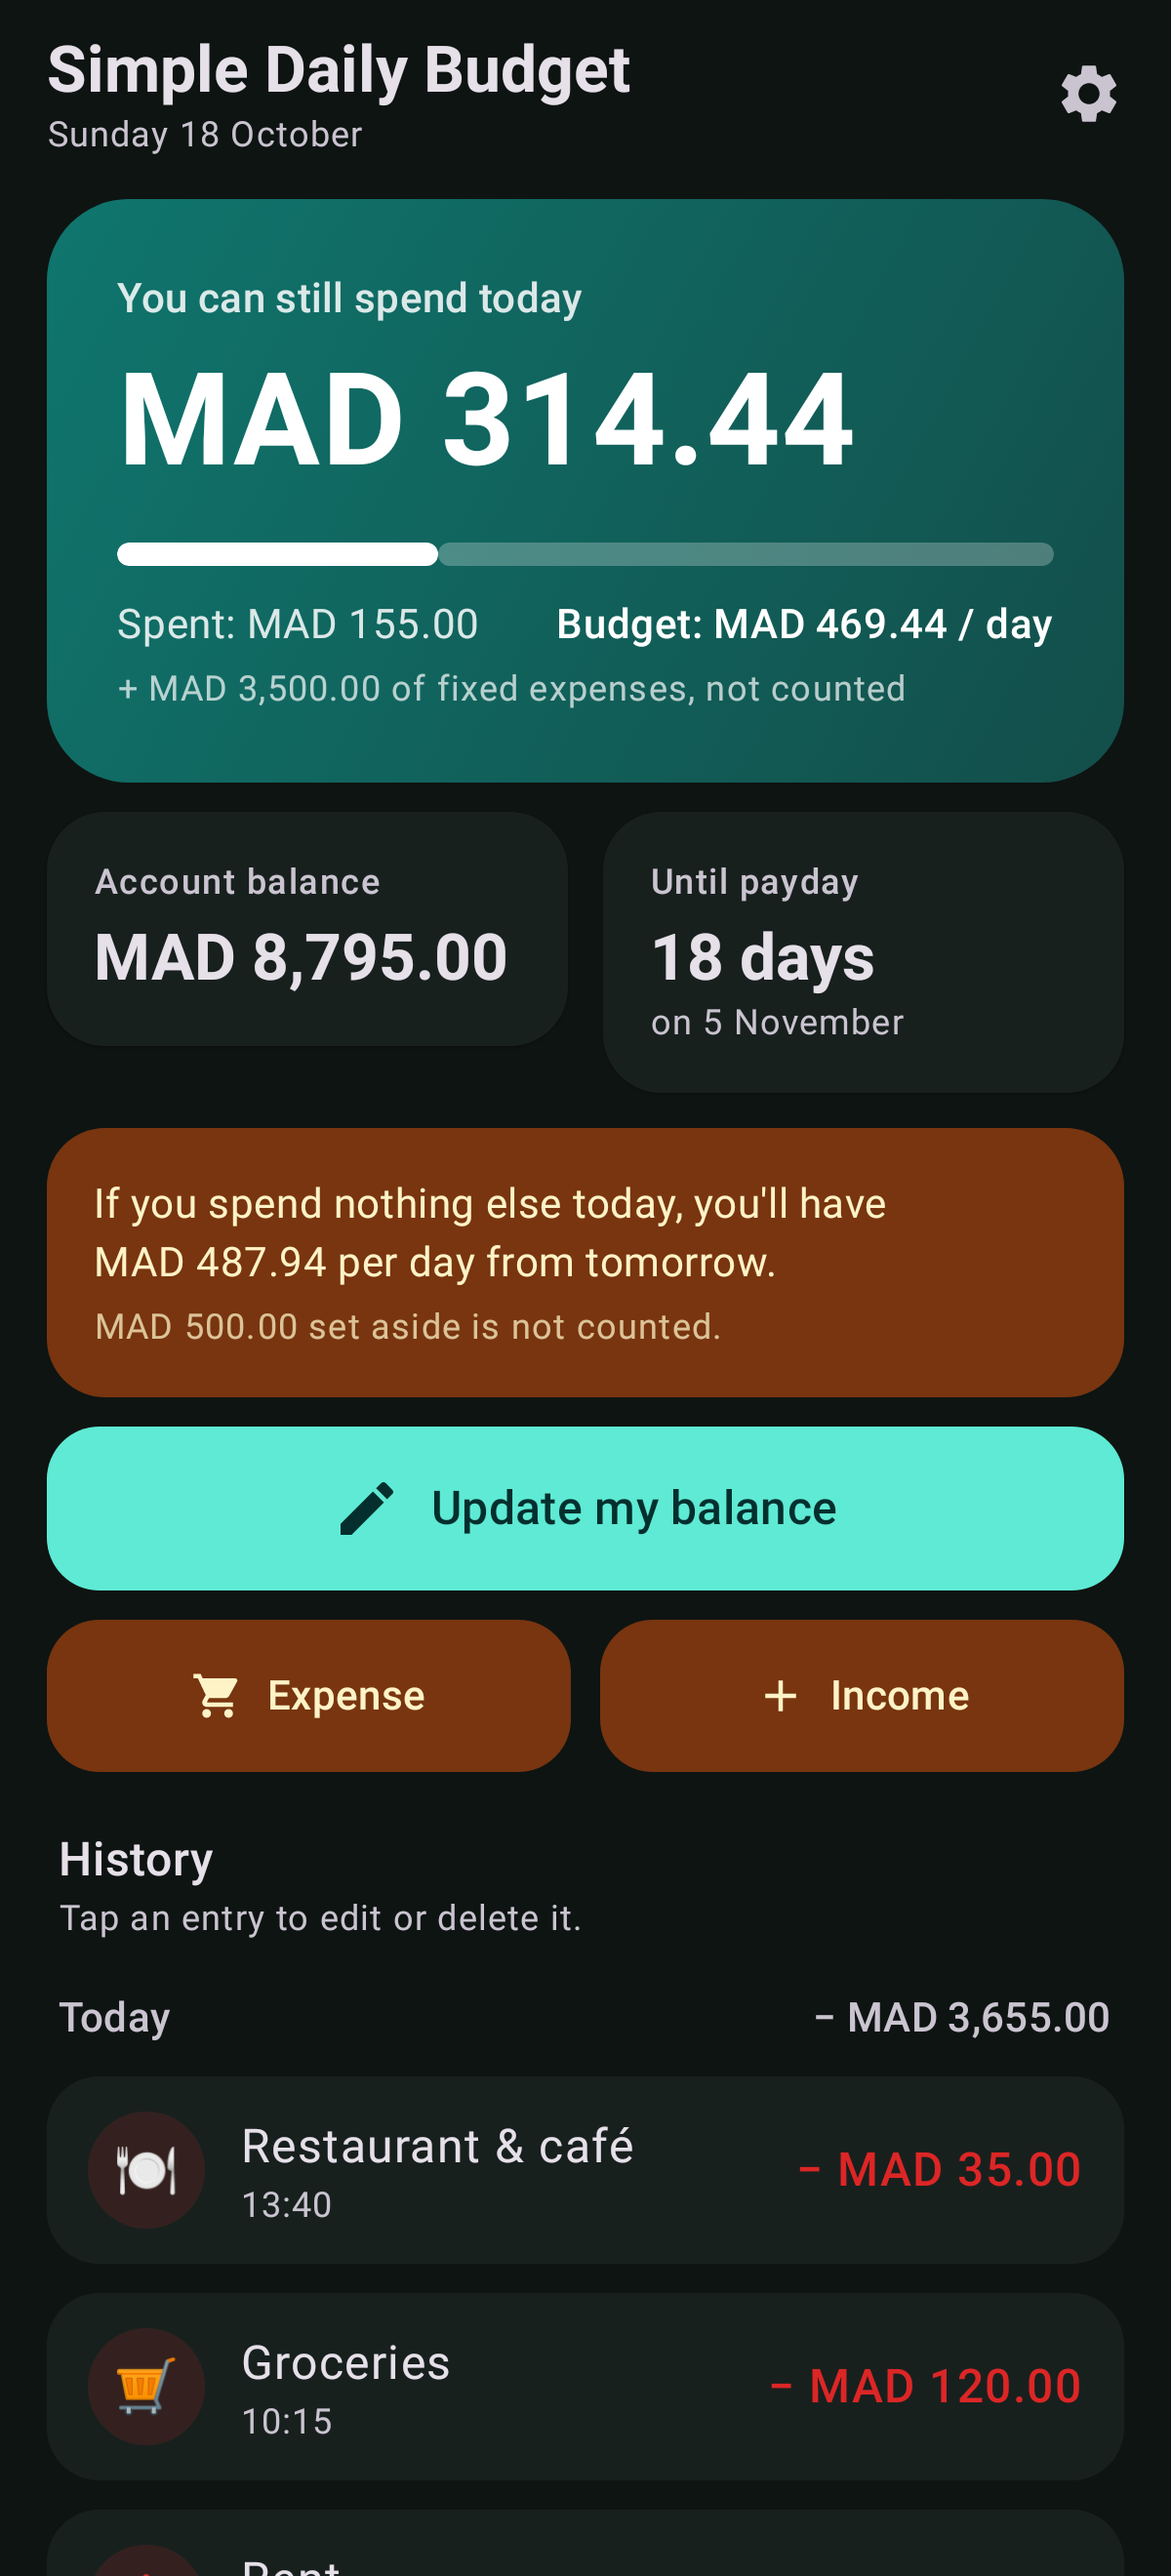 Simple Daily Budget
Sunday 18 October
You can still spend today
MAD 314.44
Spent: MAD 155.00
Budget: MAD 469.44 / day
+ MAD 3,500.00 of fixed expenses, not counted
Account balance
MAD 8,795.00
Until payday
18 days
on 5 November
If you spend nothing else today, you'll have
MAD 487.94 per day from tomorrow.
MAD 500.00 set aside is not counted.
Update my balance
Expense
Income
History
Tap an entry to edit or delete it.
Today
− MAD 3,655.00
Restaurant & café
− MAD 35.00
13:40
Groceries
− MAD 120.00
10:15
Rent